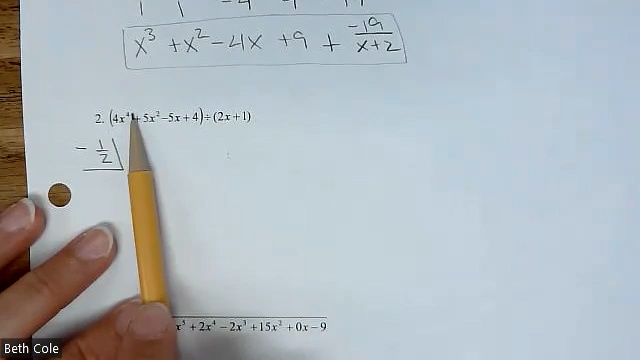 x³ + x² - 4x + 9 + -19/x+2
2. (4x⁴+5x²-5x+4)÷(2x+1)
- 1/2
x⁵+2x⁴-2x³+15x²+0x-9
Beth Cole